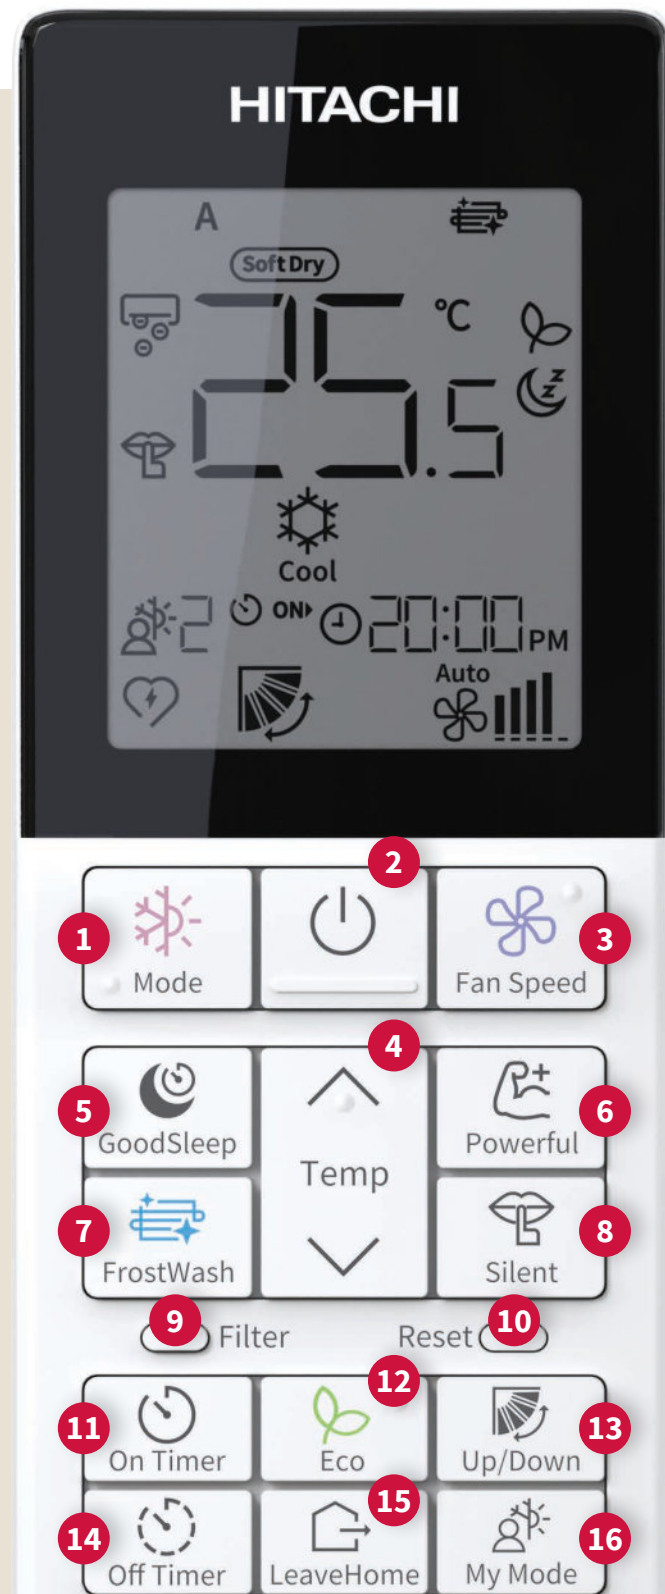 HITACHI
A
SoftDry
25.5 °C
Cool
2 ON 20:00 PM
Auto
1 2 3
Mode Fan Speed
4
5 6
GoodSleep Temp Powerful
7 8
FrostWash Silent
9 Filter Reset 10
12
11 13
On Timer Eco Up/Down
15
14 16
Off Timer LeaveHome My Mode